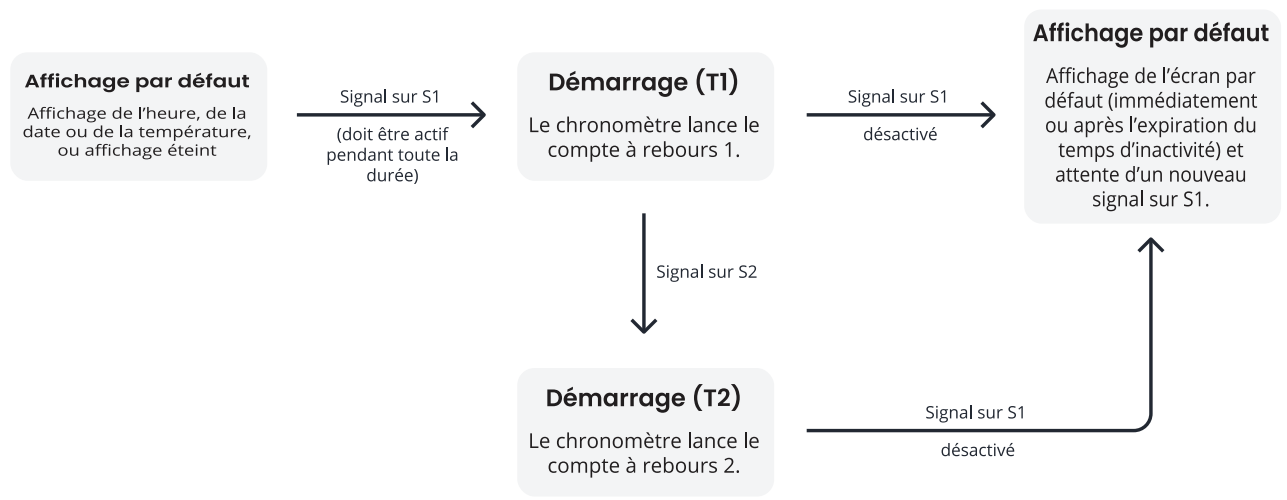 Affichage par défaut
Affichage de l'heure, de la
date ou de la température,
ou affichage éteint
Signal sur S1
(doit être actif
pendant toute la
durée)
Démarrage (T1)
Le chronomètre lance le
compte à rebours 1.
Signal sur S1
désactivé
Affichage par défaut
Affichage de l'écran par
défaut (immédiatement
ou après l'expiration du
temps d'inactivité) et
attente d'un nouveau
signal sur S1.
Signal sur S2
Démarrage (T2)
Le chronomètre lance le
compte à rebours 2.
Signal sur S1
désactivé